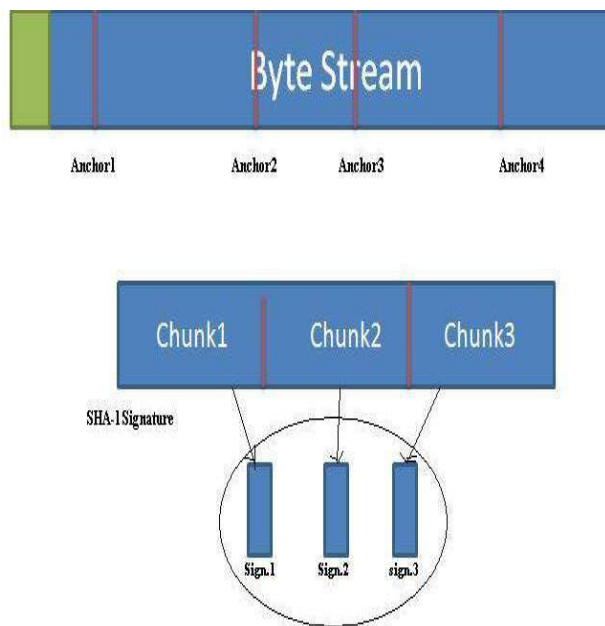 Byte Stream
Anchor1 Anchor2 Anchor3 Anchor4
Chunk1 Chunk2 Chunk3
SHA-1 Signature
Sign.1 Sign.2 sign.3